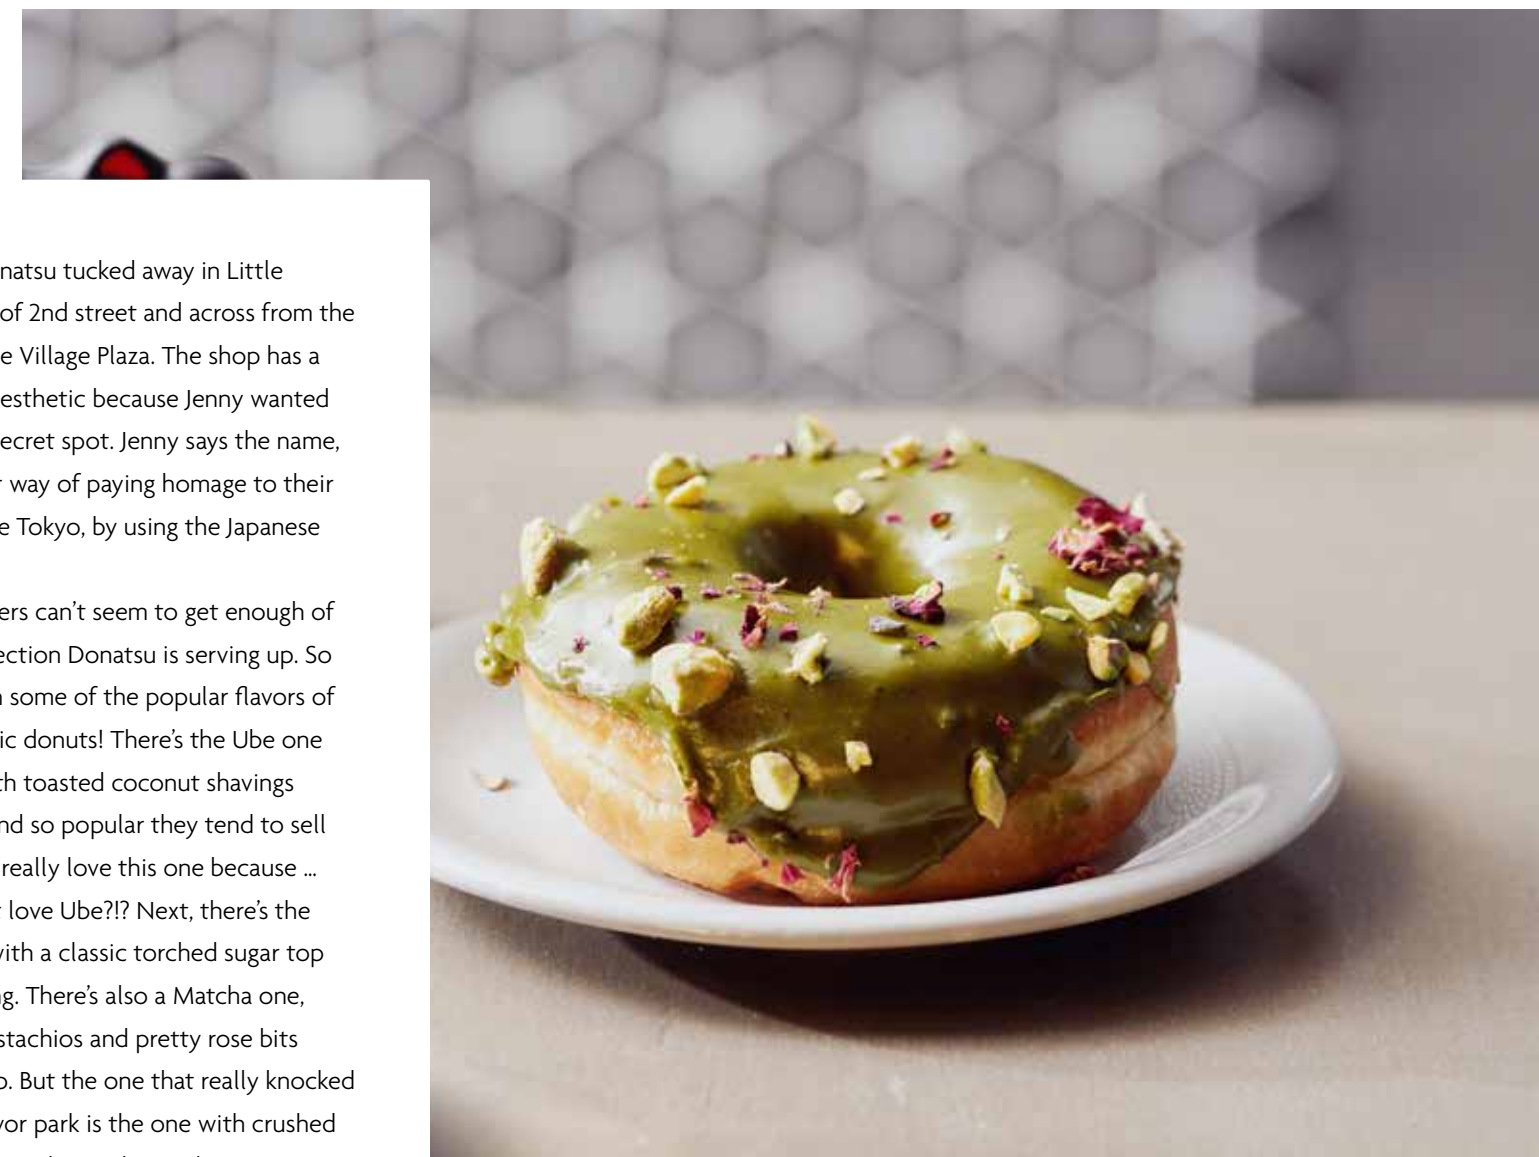 natsu tucked away in Little
of 2nd street and across from the
e Village Plaza. The shop has a
esthetic because Jenny wanted
ecret spot. Jenny says the name,
way of paying homage to their
e Tokyo, by using the Japanese
ers can’t seem to get enough of
ection Donatsu is serving up. So
some of the popular flavors of
ic donuts! There’s the Ube one
th toasted coconut shavings
nd so popular they tend to sell
really love this one because ...
love Ube?!? Next, there’s the
with a classic torched sugar top
g. There’s also a Matcha one,
stachios and pretty rose bits
o. But the one that really knocked
vor park is the one with crushed